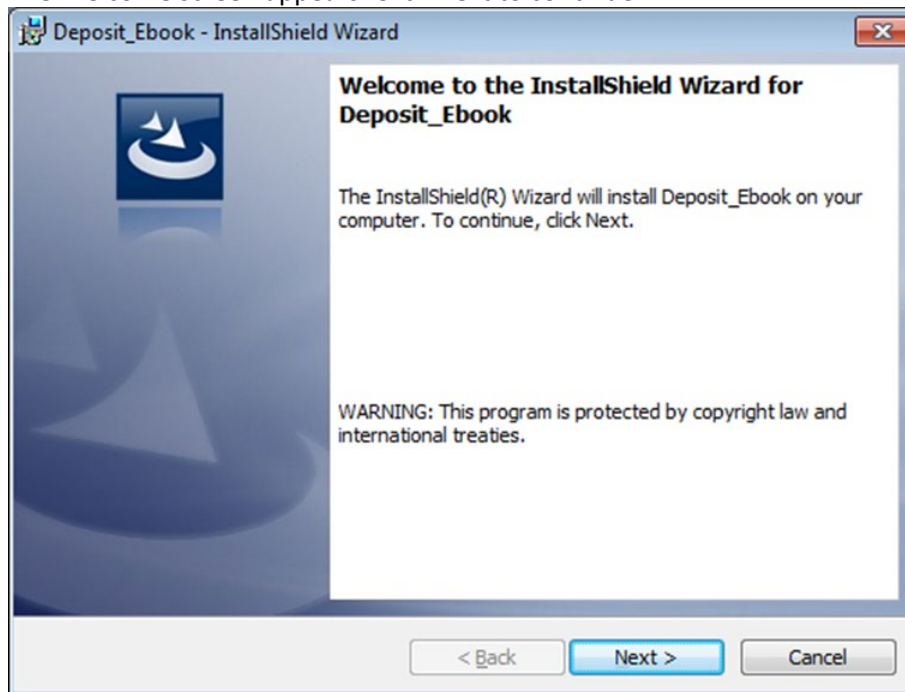 Deposit_Ebook - InstallShield Wizard
Welcome to the InstallShield Wizard for
Deposit_Ebook
The InstallShield(R) Wizard will install Deposit_Ebook on your
computer. To continue, click Next.
WARNING: This program is protected by copyright law and
international treaties.
< Back
Next >
Cancel